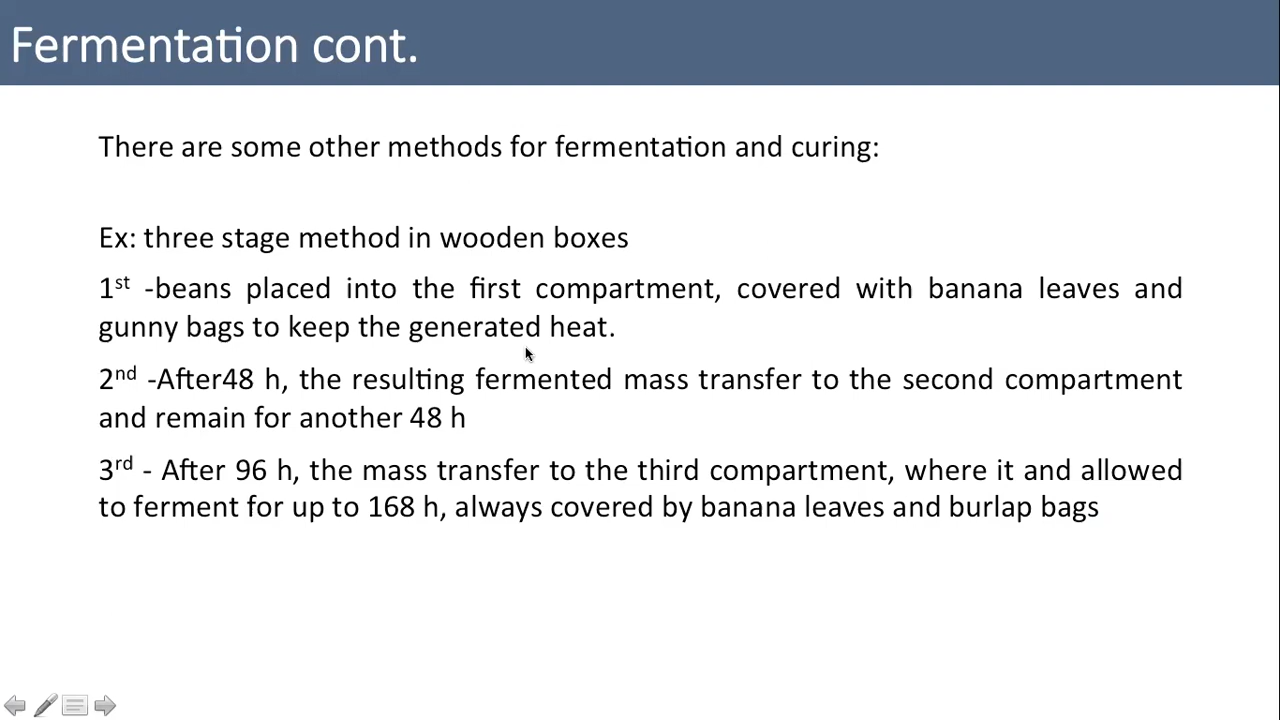 Fermentation cont.
There are some other methods for fermentation and curing:
Ex: three stage method in wooden boxes
1st -beans placed into the first compartment, covered with banana leaves and
gunny bags to keep the generated heat.
2nd -After48 h, the resulting fermented mass transfer to the second compartment
and remain for another 48 h
3rd - After 96 h, the mass transfer to the third compartment, where it and allowed
to ferment for up to 168 h, always covered by banana leaves and burlap bags